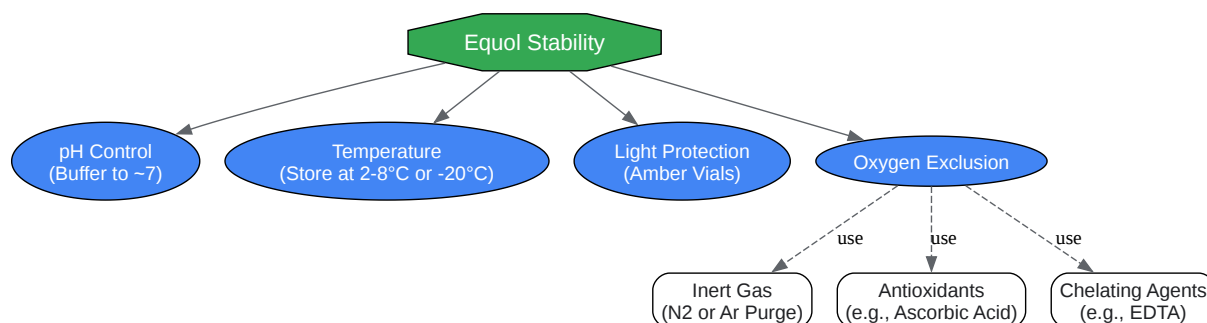 Equol Stability
pH Control
(Buffer to ~7)
Temperature
(Store at 2-8°C or -20°C)
Light Protection
(Amber Vials)
Oxygen Exclusion
use
use
use
Inert Gas
(N2 or Ar Purge)
Antioxidants
(e.g., Ascorbic Acid)
Chelating Agents
(e.g., EDTA)